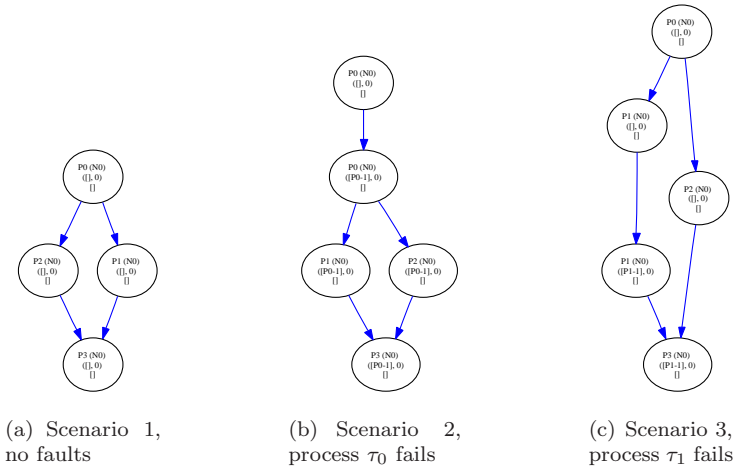 P0 (N0)
([], 0)
[]
P2 (N0)
([], 0)
[]
P1 (N0)
([], 0)
[]
P3 (N0)
([], 0)
[]
(a) Scenario 1,
no faults
P0 (N0)
([], 0)
[]
P0 (N0)
([P0-1], 0)
[]
P1 (N0)
([P0-1], 0)
[]
P2 (N0)
([P0-1], 0)
[]
P3 (N0)
([P0-1], 0)
[]
(b) Scenario 2,
process τ0 fails
P0 (N0)
([], 0)
[]
P1 (N0)
([], 0)
[]
P2 (N0)
([], 0)
[]
P1 (N0)
([P1-1], 0)
[]
P3 (N0)
([P1-1], 0)
[]
(c) Scenario 3,
process τ1 fails